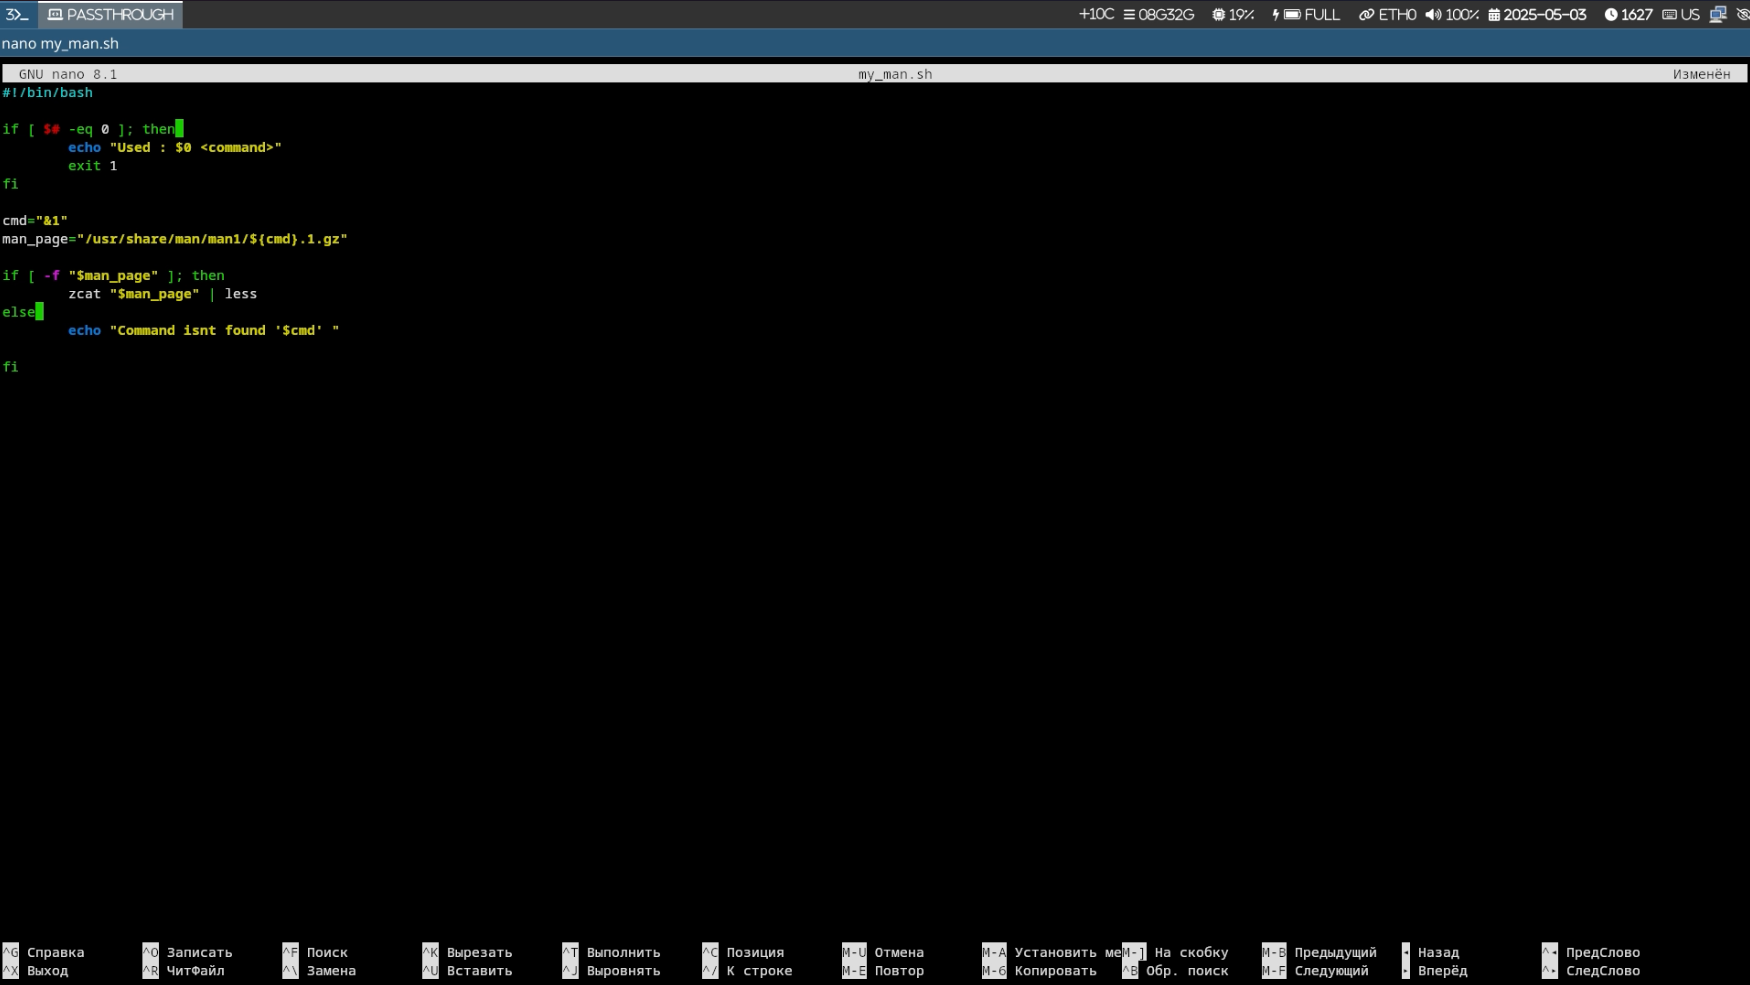 3>_ PASSTHROUGH +10C 08G32G 19% FULL ETH0 100% 2025-05-03 1627 US
nano my_man.sh
GNU nano 8.1 my_man.sh Изменён
#!/bin/bash
if [ $# -eq 0 ]; then
echo "Used : $0 <command>"
exit 1
fi
cmd="&1"
man_page="/usr/share/man/man1/${cmd}.1.gz"
if [ -f "$man_page" ]; then
zcat "$man_page" | less
else
echo "Command isnt found '$cmd' "
fi
^G Справка ^O Записать ^F Поиск ^K Вырезать ^T Выполнить ^C Позиция M-U Отмена M-A Установить ме M-] На скобку M-B Предыдущий ◂ Назад ^◂ ПредСлово
^X Выход ^R ЧитФайл ^\ Замена ^U Вставить ^J Выровнять ^/ К строке M-E Повтор M-6 Копировать ^B Обр. поиск M-F Следующий ▸ Вперёд ^▸ СледСлово